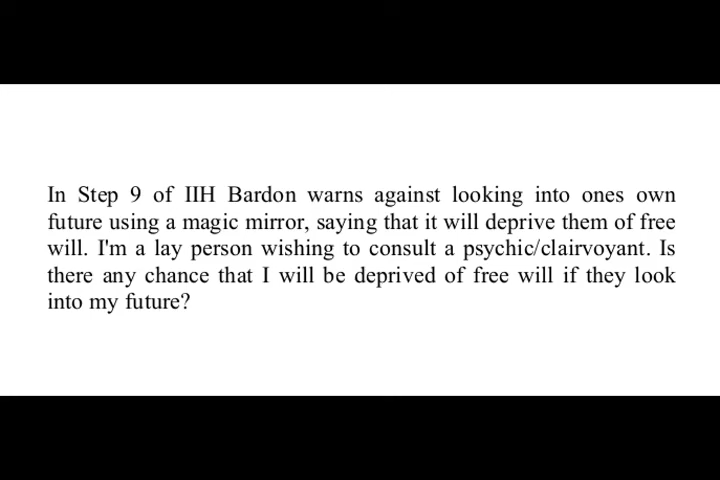 In Step 9 of IIH Bardon warns against looking into ones own
future using a magic mirror, saying that it will deprive them of free
will. I'm a lay person wishing to consult a psychic/clairvoyant. Is
there any chance that I will be deprived of free will if they look
into my future?